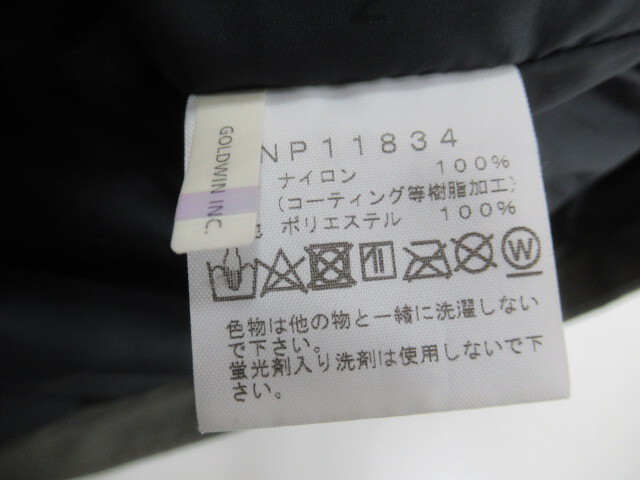 GOLDWIN INC.
NP11834
ナイロン 100%
(コーティング等樹脂加工)
ポリエステル 100%
W
色物は他の物と一緒に洗濯しない
で下さい。
蛍光剤入り洗剤は使用しないで下
さい。